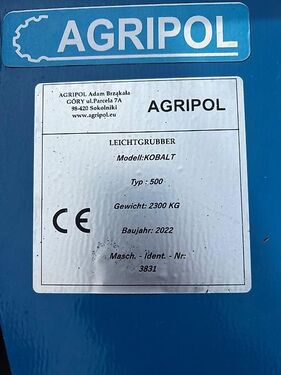 AGRIPOL
AGRIPOL Adam Brząkała
GÓRY ul.Parcela 7A
98-420 Sokolniki
www.agripol.eu
AGRIPOL
LEICHTGRUBBER
Modell:KOBALT
Typ : 500
Gewicht: 2300 KG
CE
Baujahr: 2022
Masch. - Ident. - Nr:
3831